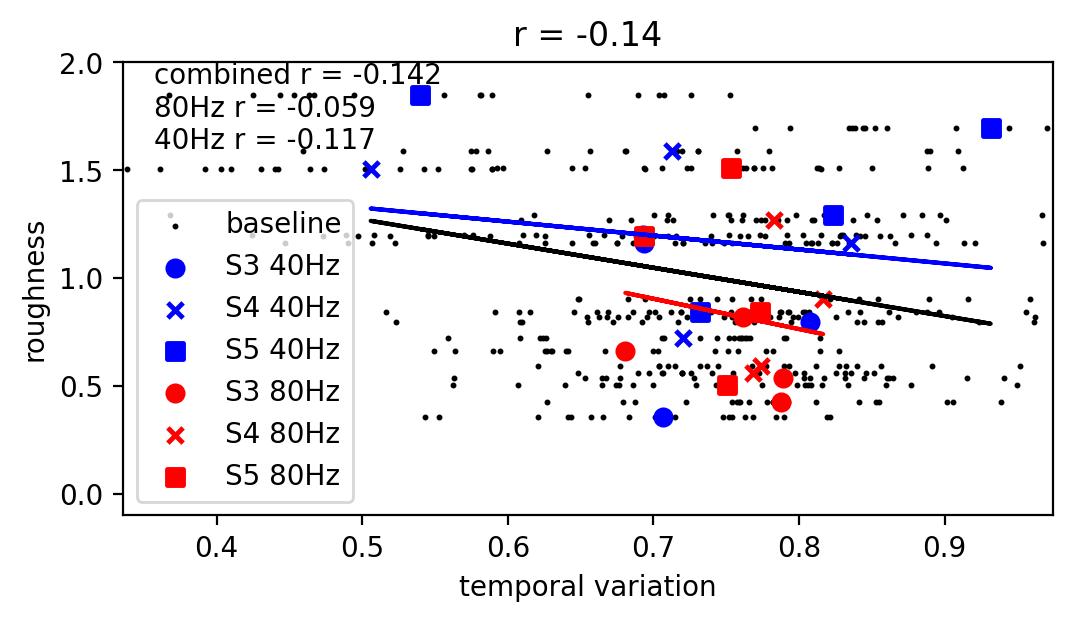 r = -0.14
combined r = -0.142
80Hz r = -0.059
40Hz r = -0.117
baseline
S3 40Hz
S4 40Hz
S5 40Hz
S3 80Hz
S4 80Hz
S5 80Hz
roughness
2.0
1.5
1.0
0.5
0.0
0.4 0.5 0.6 0.7 0.8 0.9
temporal variation